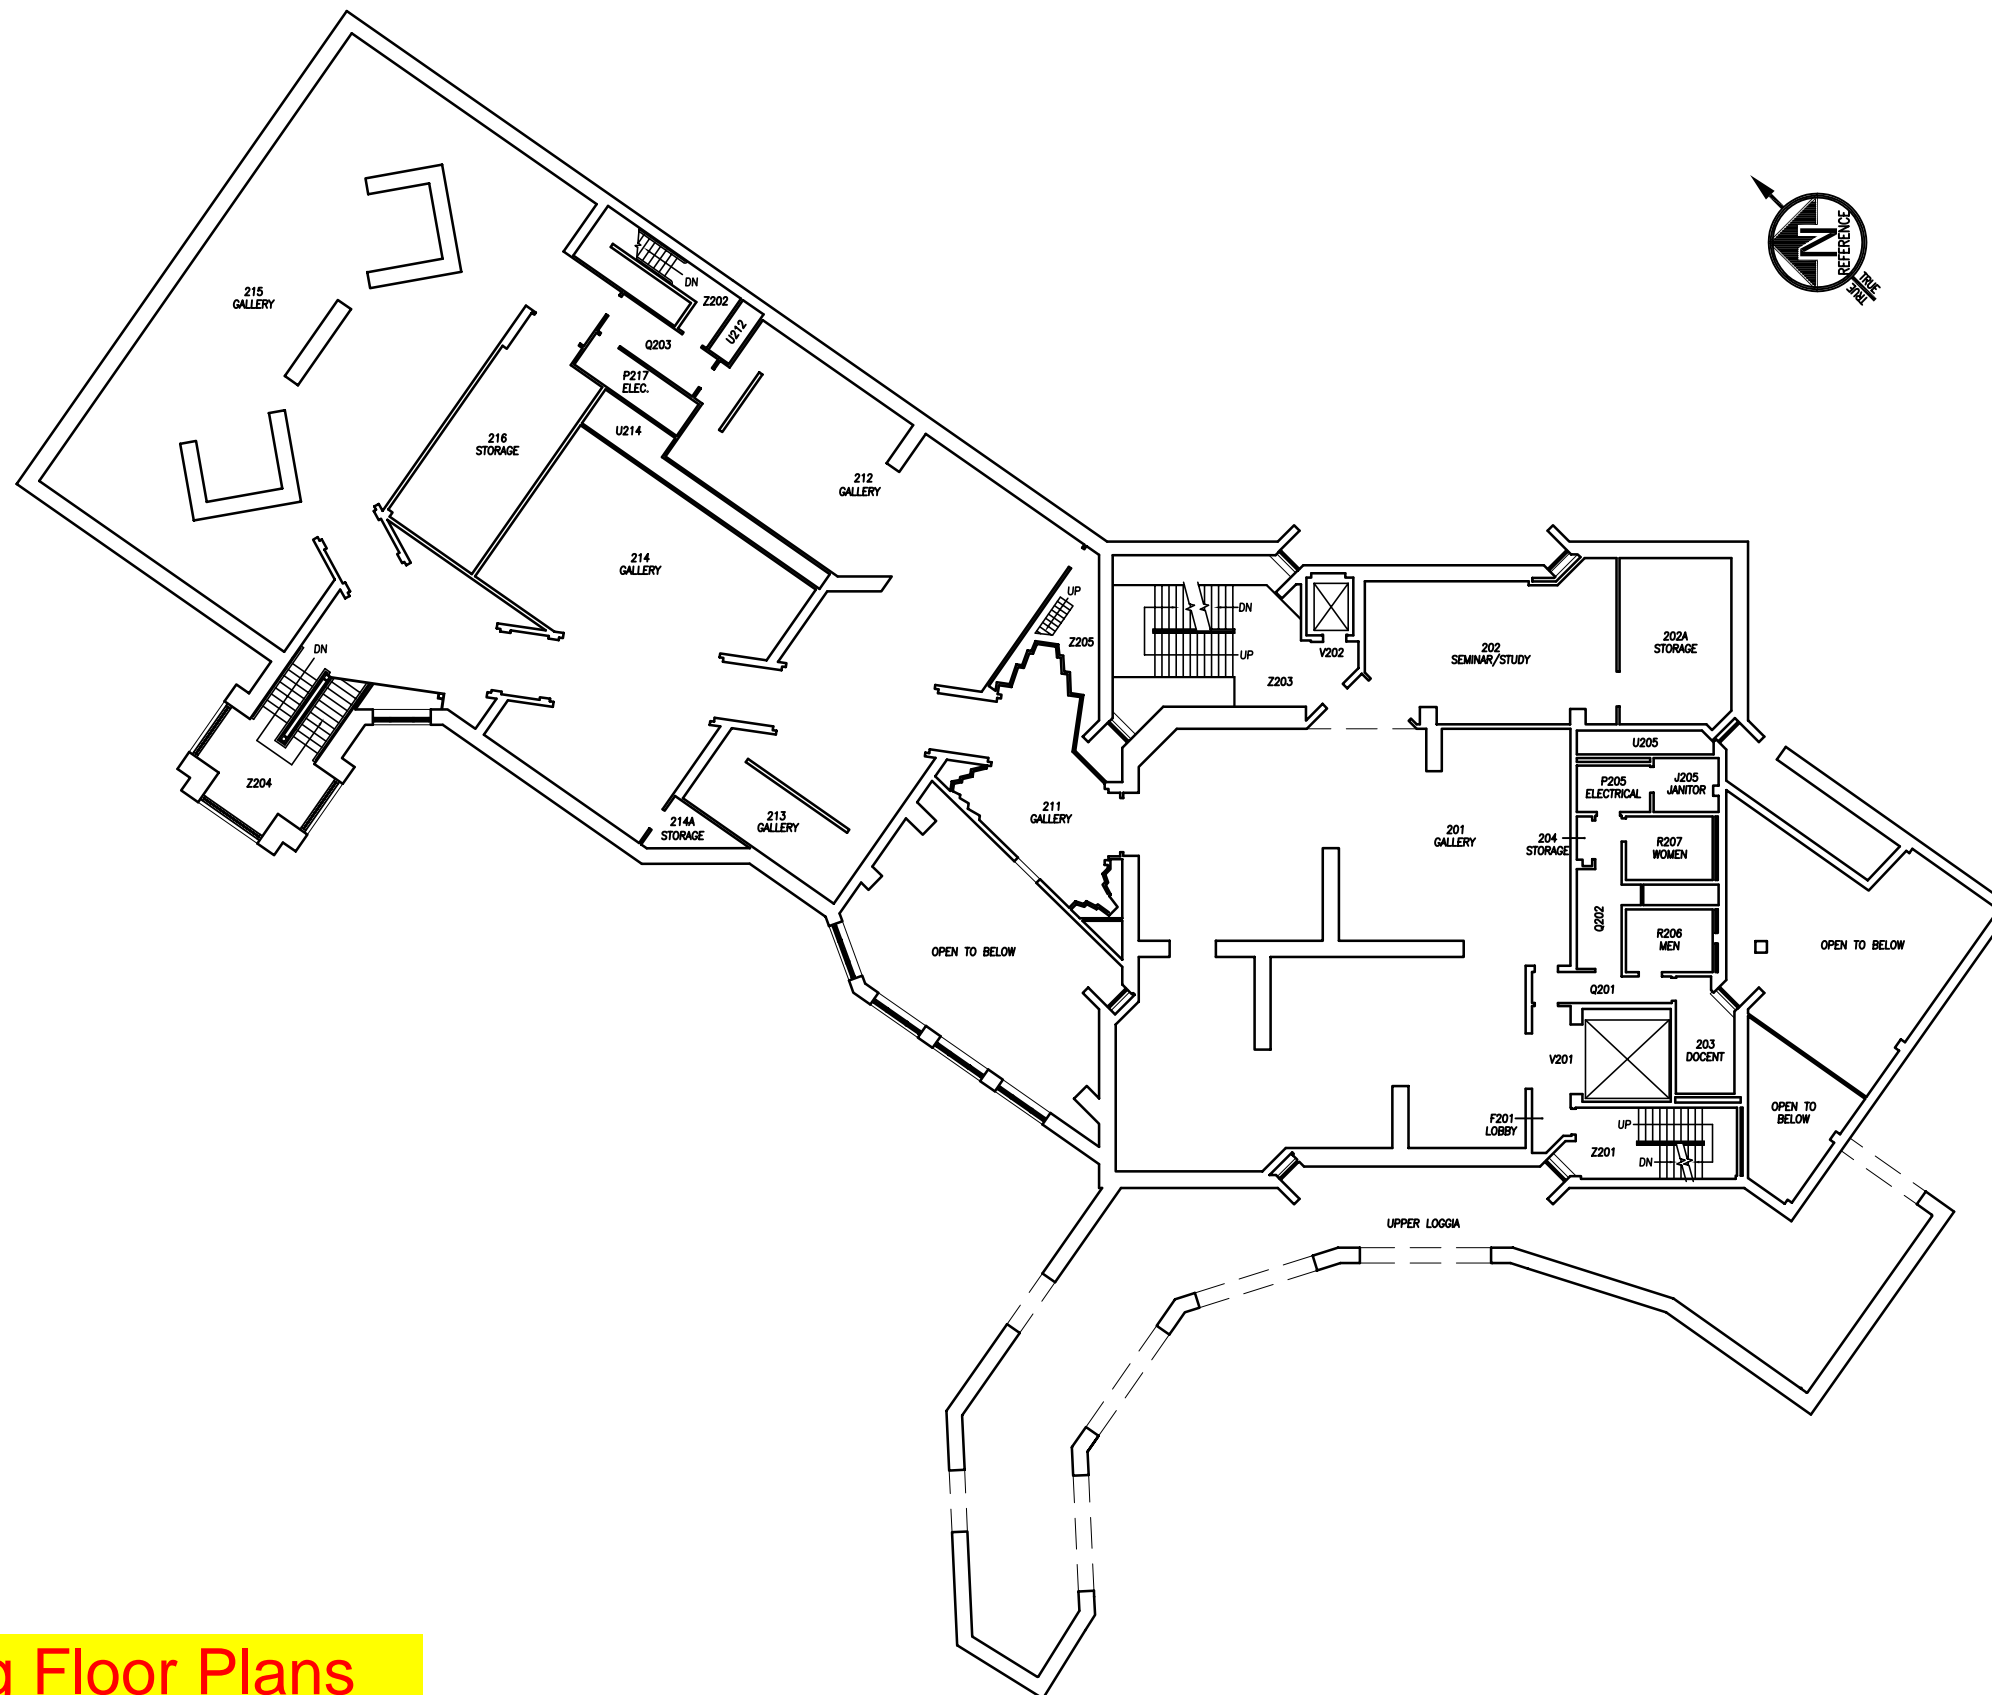 215
GALLERY
DN
Z202
U212
Q203
P217
ELEC.
U214
216
STORAGE
212
GALLERY
214
GALLERY
N
REFERENCE
TRUE
TRUE
UP
Z205
DN
UP
V202
Z203
202
SEMINAR/STUDY
202A
STORAGE
DN
Z204
U205
P205
ELECTRICAL
J205
JANITOR
214A
STORAGE
213
GALLERY
211
GALLERY
201
GALLERY
204
STORAGE
R207
WOMEN
Q202
R206
MEN
OPEN TO BELOW
OPEN TO BELOW
Q201
V201
203
DOCENT
F201
LOBBY
UP
Z201
DN
OPEN TO
BELOW
UPPER LOGGIA
g Floor Plans